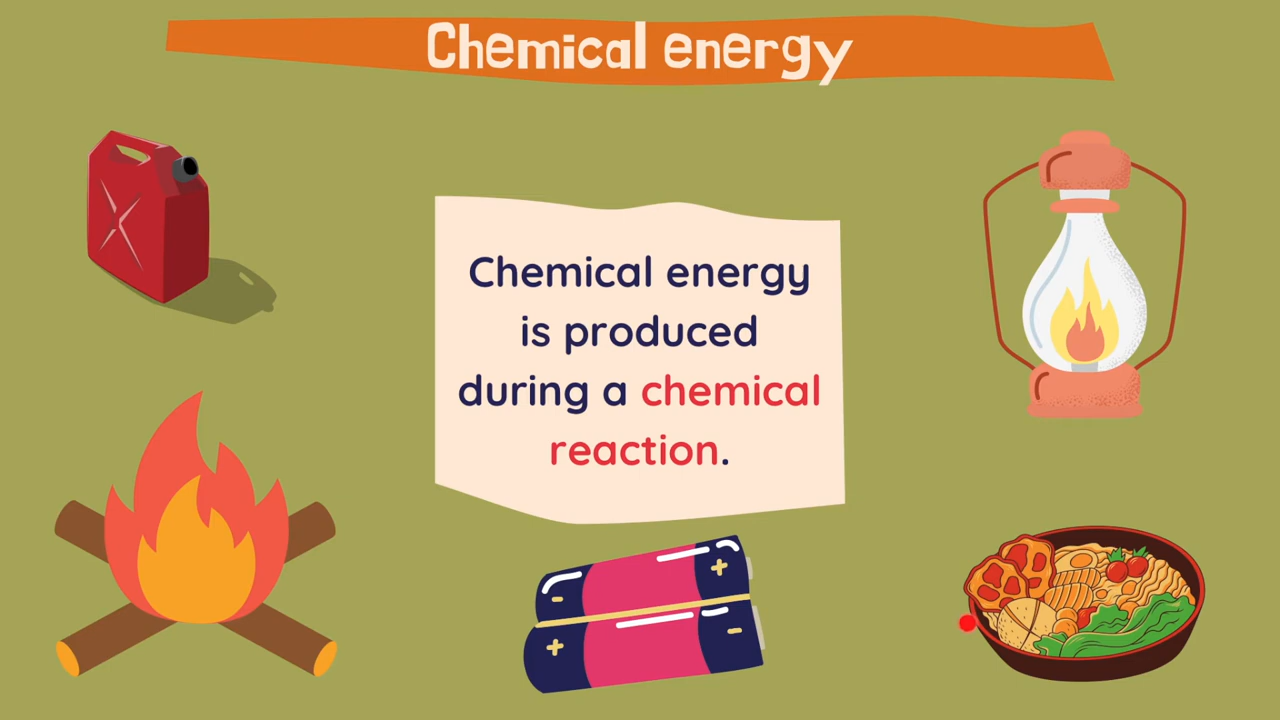 Chemical energy
Chemical energy
is produced
during a chemical
reaction.
- +
+ -